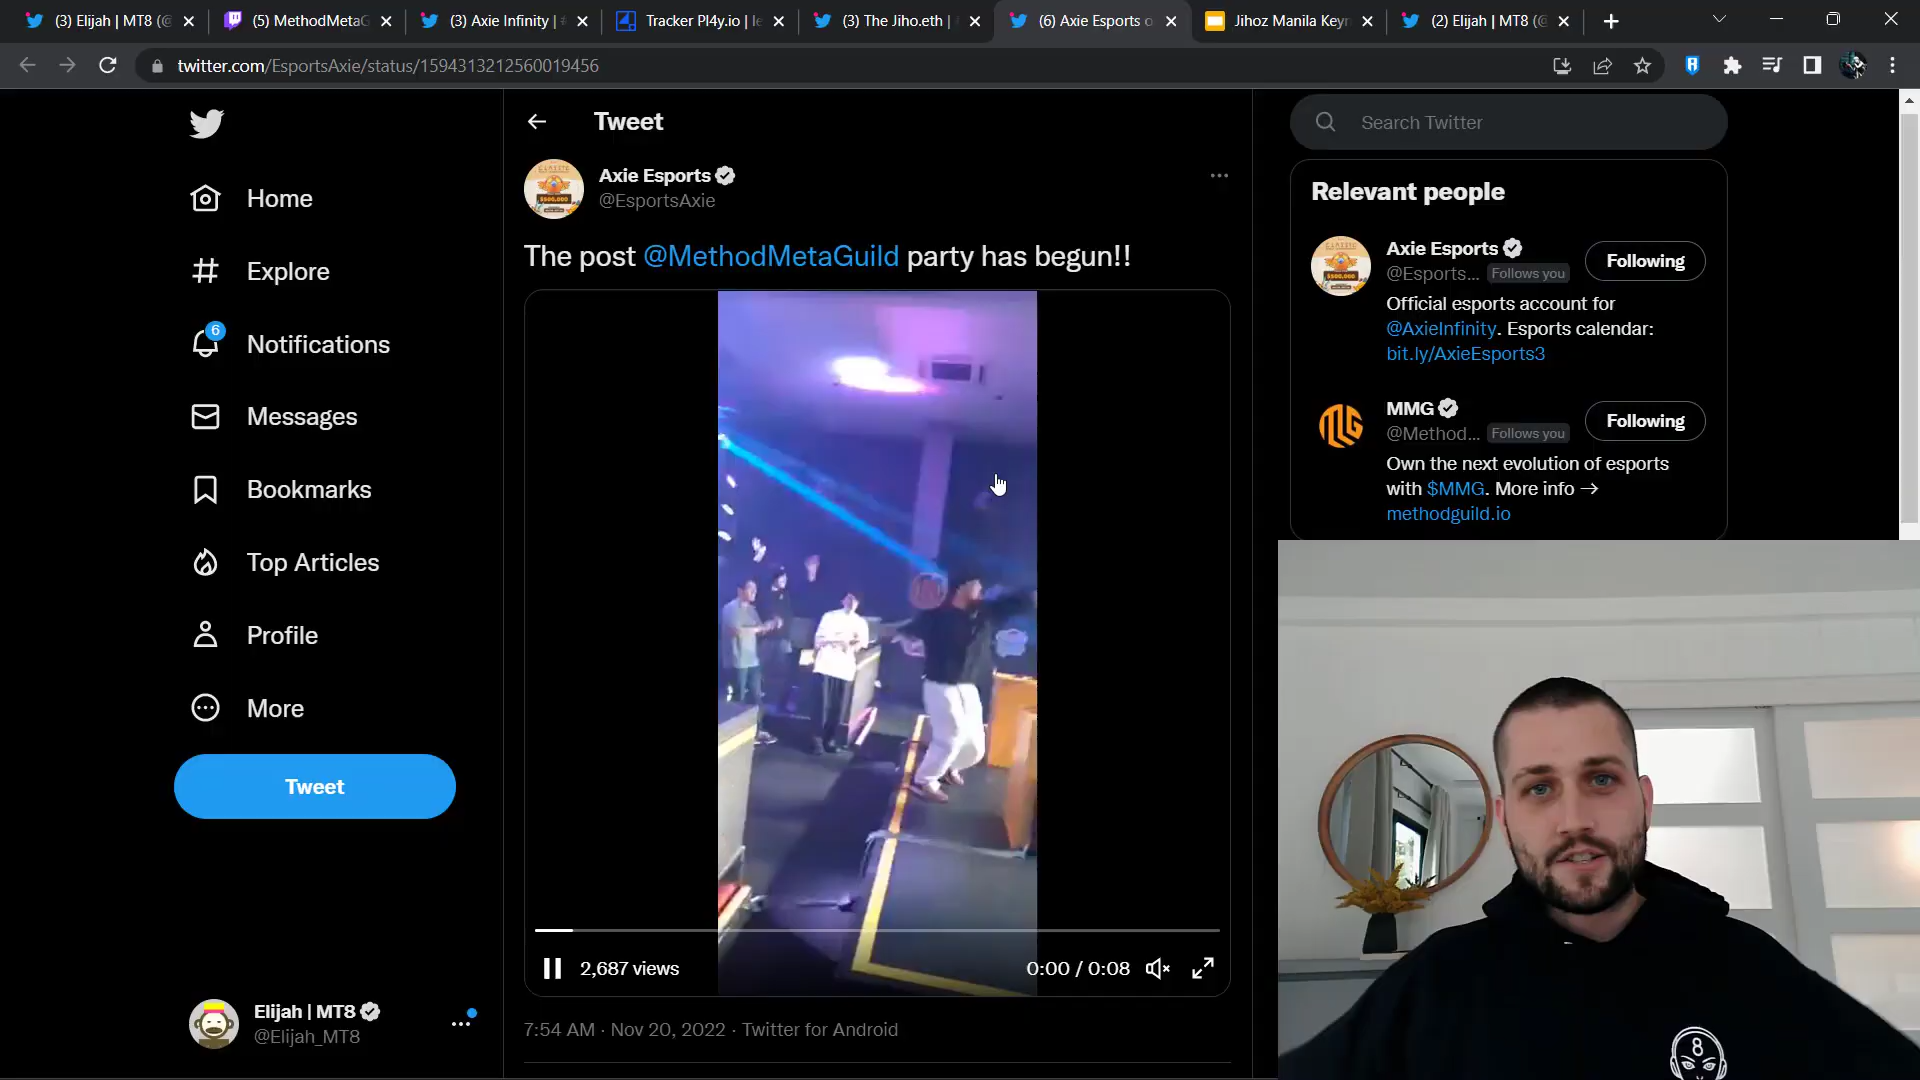 (3) Elijah | MT8 (@
(5) MethodMetaG
(3) Axie Infinity |
Tracker Pl4y.io | le
(3) The Jiho.eth |
(6) Axie Esports o
Jihoz Manila Keyn
(2) Elijah | MT8 (@
twitter.com/EsportsAxie/status/1594313212560019456
Home
Explore
6
Notifications
Messages
Bookmarks
Top Articles
Profile
More
Tweet
Elijah | MT8
@Elijah_MT8
Tweet
Axie Esports
@EsportsAxie
The post @MethodMetaGuild party has begun!!
2,687 views
0:00 / 0:08
7:54 AM · Nov 20, 2022 · Twitter for Android
Search Twitter
Relevant people
Axie Esports
@Esports... Follows you
Following
Official esports account for
@AxieInfinity. Esports calendar:
bit.ly/AxieEsports3
MMG
@Method... Follows you
Following
Own the next evolution of esports
with $MMG. More info →
methodguild.io
8